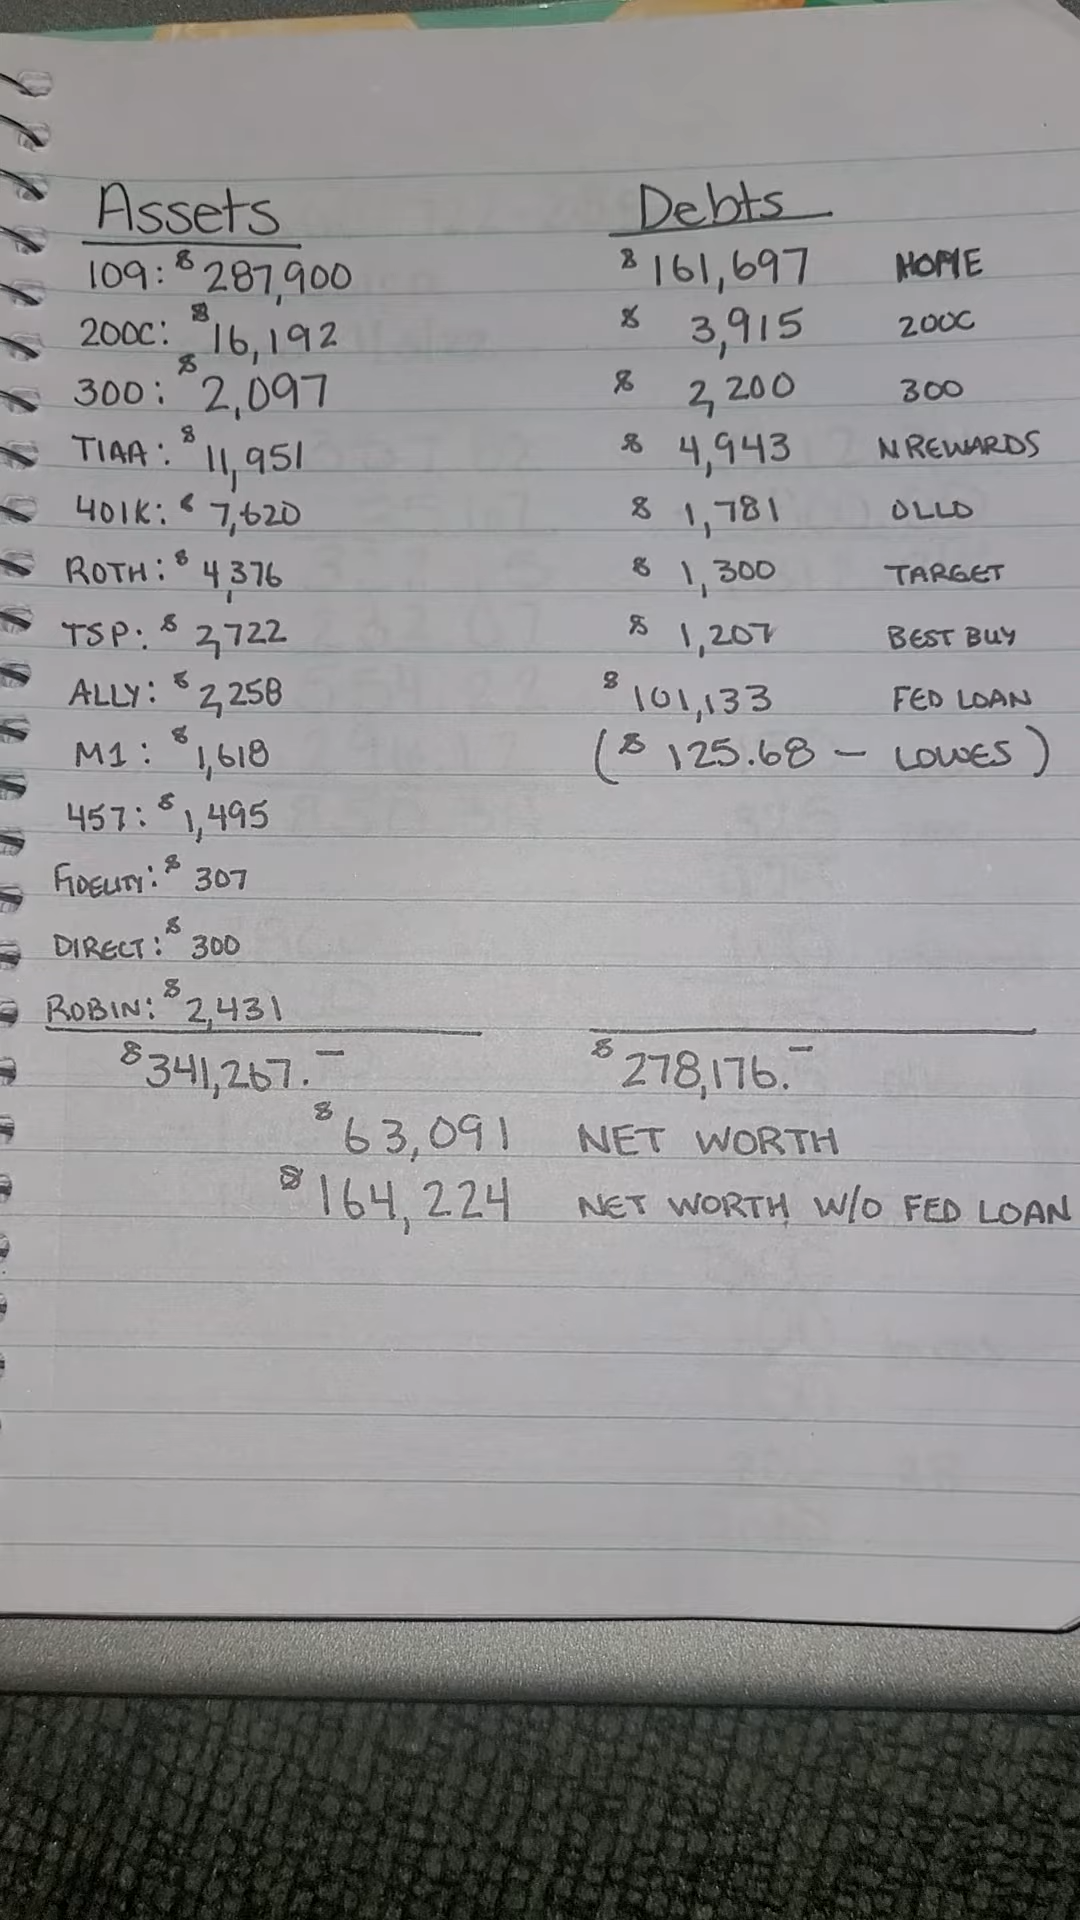 Assets Debts
109: $287,900 $161,697 HOME
200C: $16,192 $3,915 200C
300: $2,097 $2,200 300
TIAA: $11,951 $4,943 NREWARDS
401K: $7,620 $1,781 OLLO
ROTH: $4,376 $1,300 TARGET
TSP: $2,722 $1,207 BEST BUY
ALLY: $2,258 $101,133 FED LOAN
M1: $1,618 ($125.68 – LOWES)
457: $1,495
FIDELITY: $307
DIRECT: $300
ROBIN: $2,431
$341,267.– $278,176.–
$63,091 NET WORTH
$164,224 NET WORTH W/O FED LOAN